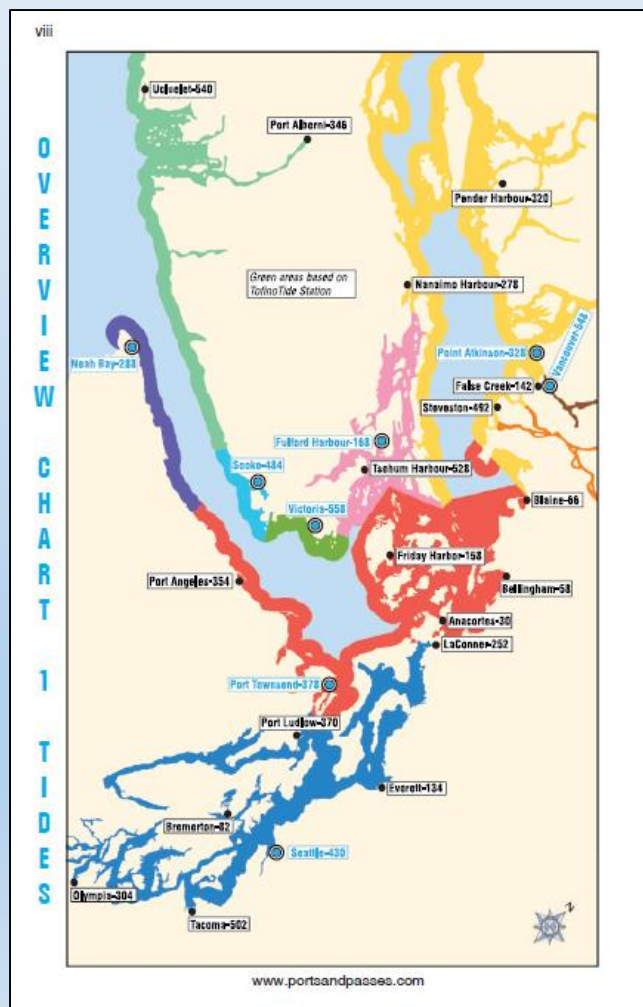 viii
OVERVIEW CHART 1 TIDES
Ucluelet-540
Port Alberni-346
Pender Harbour-320
Green areas based on
TofinoTide Station
Nanaimo Harbour-278
Neah Bay-288
Point Atkinson-328
Vancouver-548
False Creek-142
Steveston-492
Fulford Harbour-168
Tsehum Harbour-528
Sooke-484
Blaine-66
Victoria-558
Friday Harbor-158
Port Angeles-354
Bellingham-58
Anacortes-30
LaConner-252
Port Townsend-378
Port Ludlow-370
Everett-134
Bremerton-82
Seattle-430
Olympia-304
Tacoma-502
Z
www.portsandpasses.com